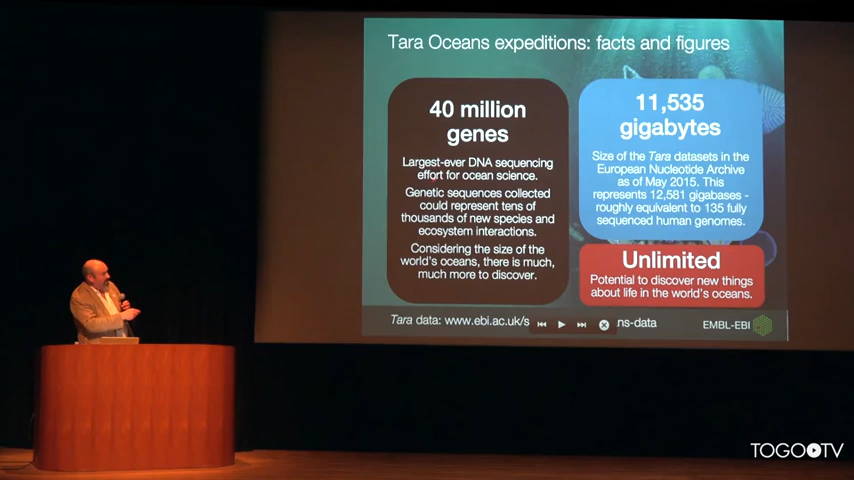 Tara Oceans expeditions: facts and figures
40 million
genes
Largest-ever DNA sequencing
effort for ocean science.
Genetic sequences collected
could represent tens of
thousands of new species and
ecosystem interactions.
Considering the size of the
world's oceans, there is much,
much more to discover.
11,535
gigabytes
Size of the Tara datasets in the
European Nucleotide Archive
as of May 2015. This
represents 12,581 gigabases -
roughly equivalent to 135 fully
sequenced human genomes.
Unlimited
Potential to discover new things
about life in the world's oceans.
Tara data: www.ebi.ac.uk/s ns-data
EMBL-EBI
TOGOTV